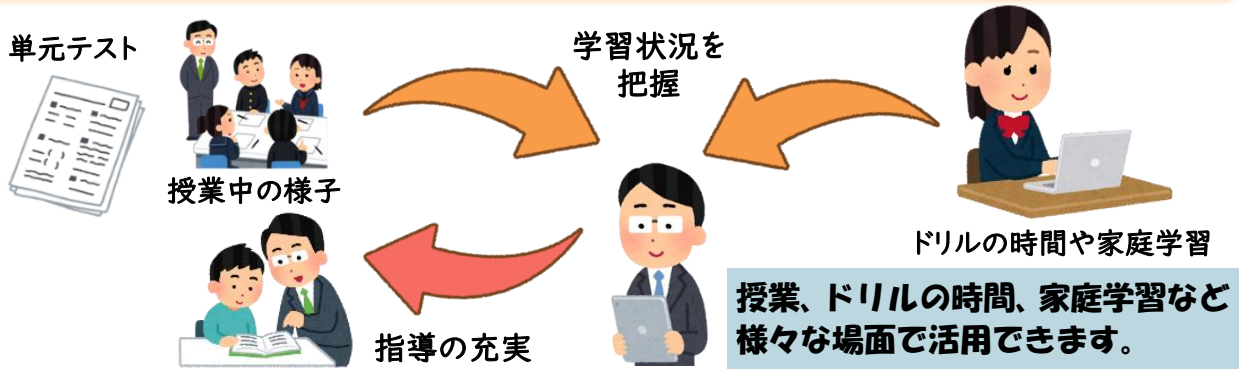 単元テスト
授業中の様子
学習状況を
把握
ドリルの時間や家庭学習
指導の充実
授業、ドリルの時間、家庭学習など
様々な場面で活用できます。